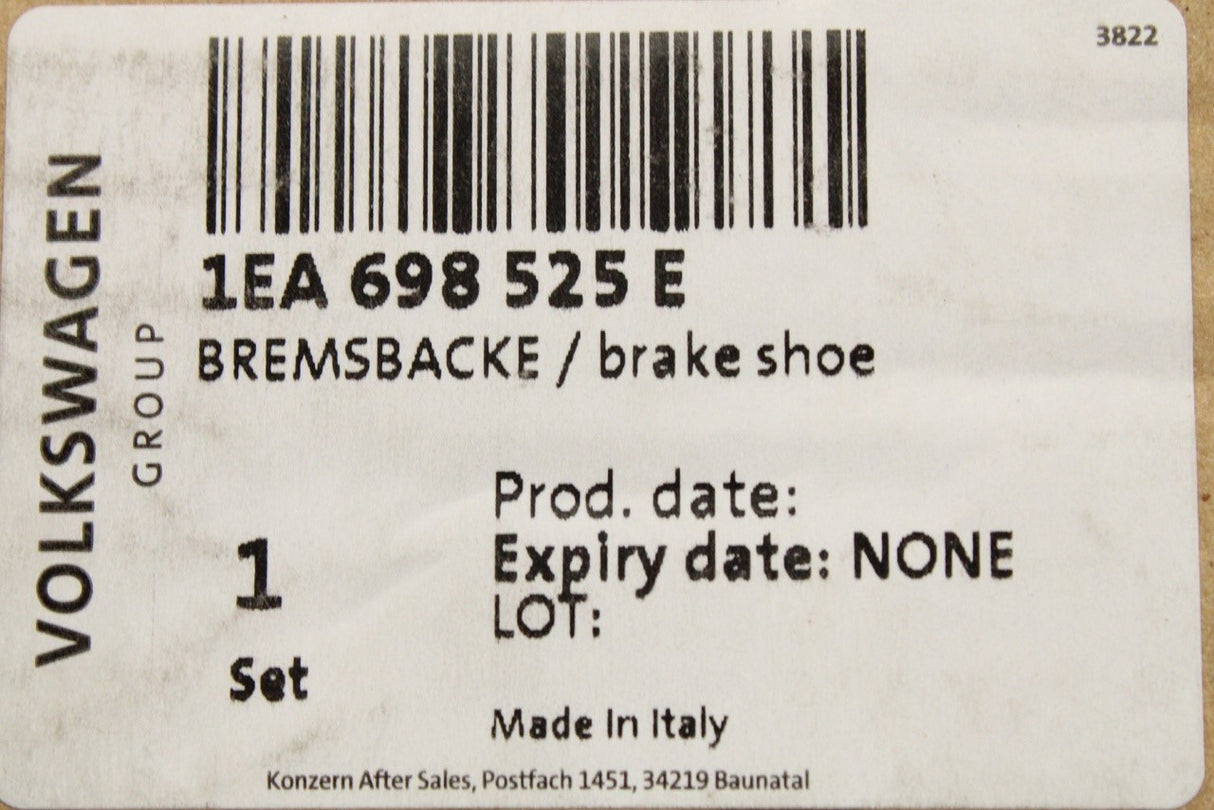 3822
VOLKSWAGEN
GROUP
1EA 698 525 E
BREMSBACKE / brake shoe
Prod. date:
Expiry date: NONE
LOT:
1
Set
Made In Italy
Konzern After Sales, Postfach 1451, 34219 Baunatal